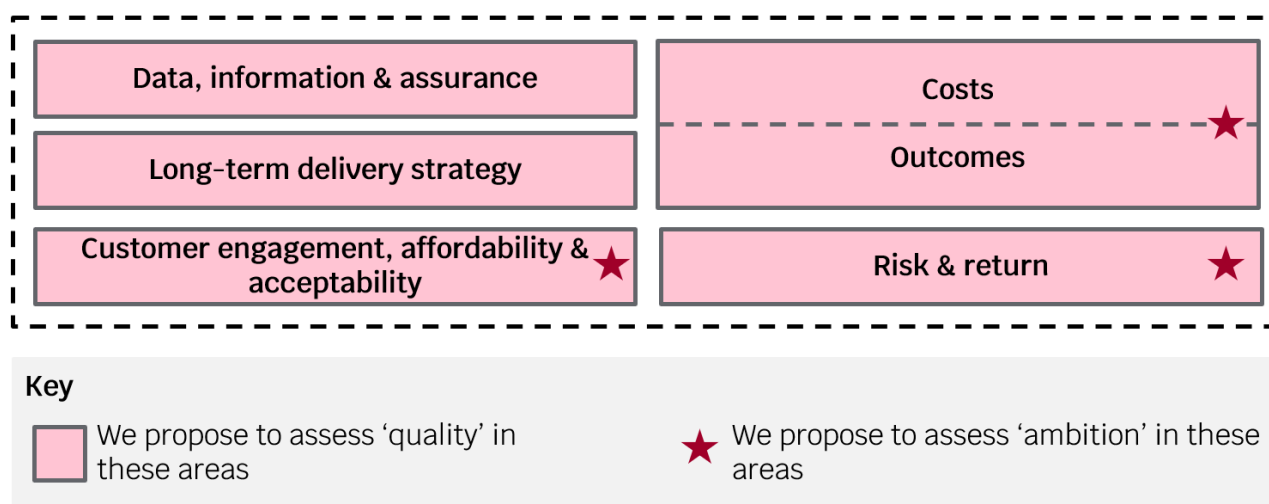 Data, information & assurance
Long-term delivery strategy
Customer engagement, affordability &
acceptability
Costs
Outcomes
Risk & return
Key
We propose to assess ‘quality’ in
these areas
We propose to assess ‘ambition’ in these
areas